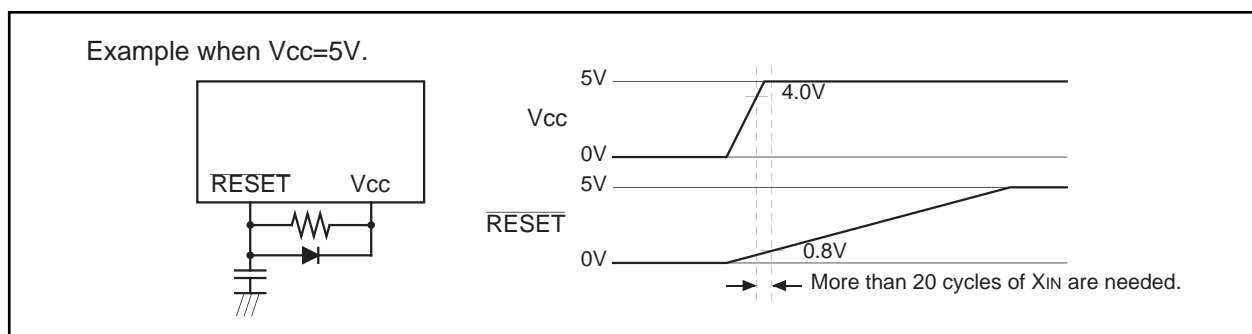 Example when Vcc=5V.
RESET Vcc
5V
4.0V
Vcc
0V
5V
RESET
0V
0.8V
More than 20 cycles of XIN are needed.